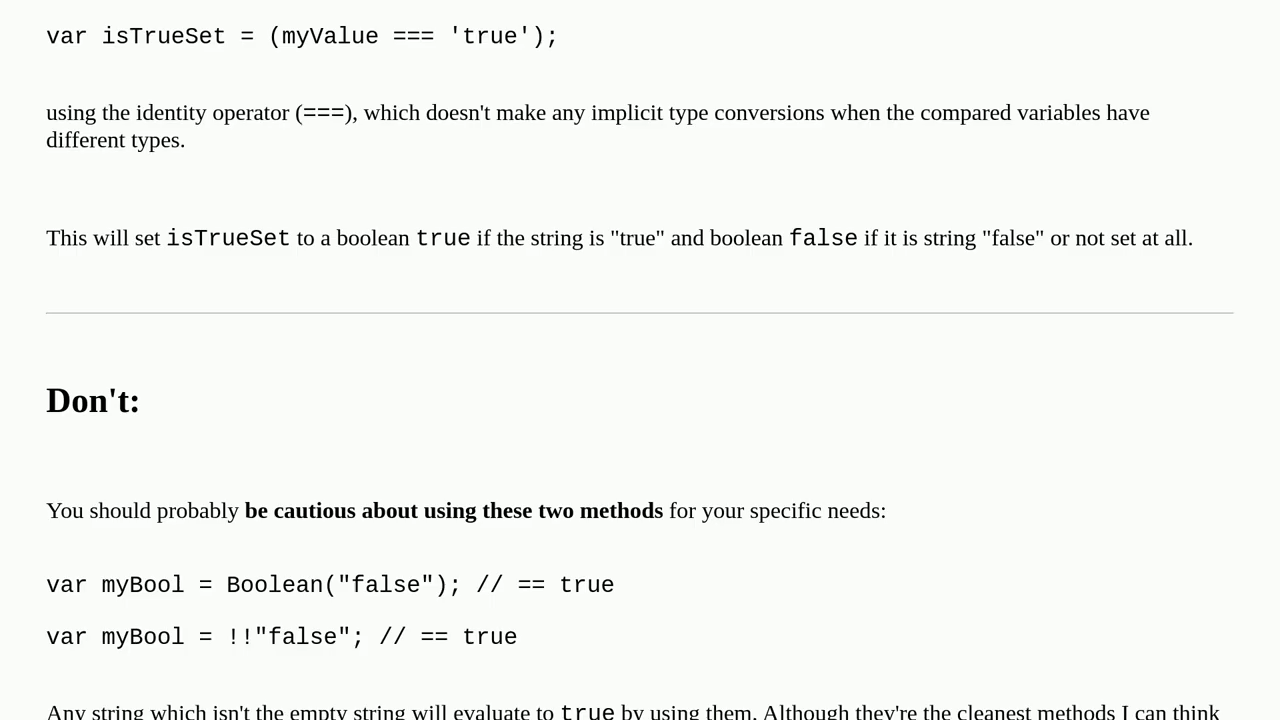 var isTrueSet = (myValue === 'true');
using the identity operator (===), which doesn't make any implicit type conversions when the compared variables have
different types.
This will set isTrueSet to a boolean true if the string is "true" and boolean false if it is string "false" or not set at all.
Don't:
You should probably be cautious about using these two methods for your specific needs:
var myBool = Boolean("false"); // == true
var myBool = !!"false"; // == true
Any string which isn't the empty string will evaluate to true by using them. Although they're the cleanest methods I can think